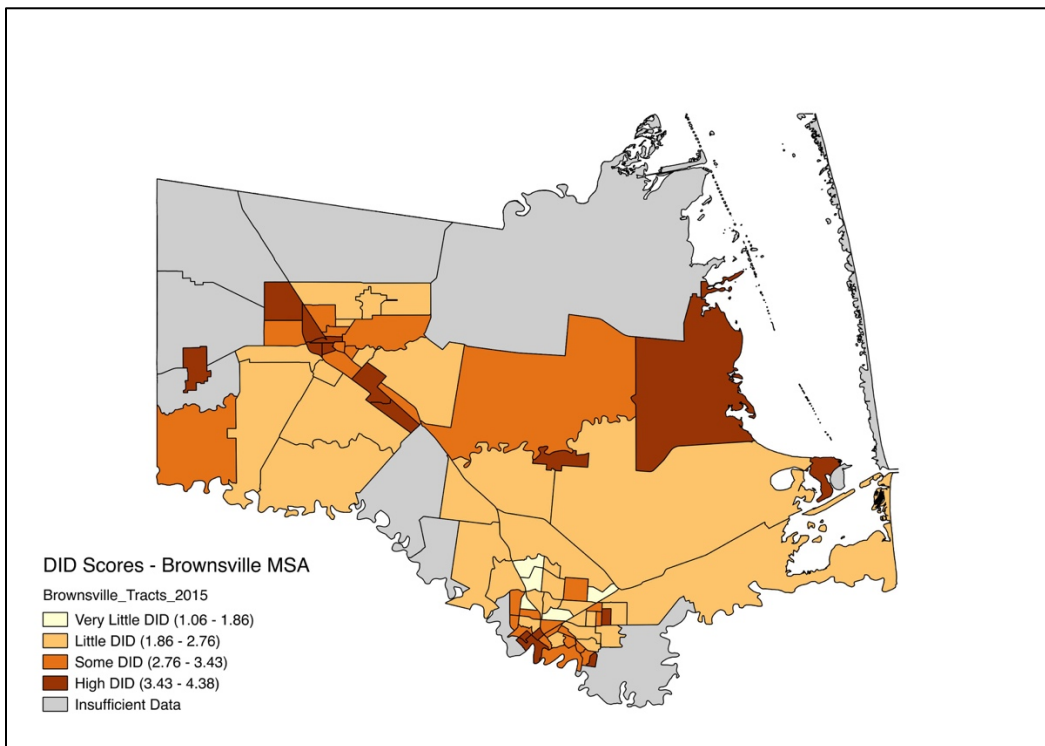 DID Scores - Brownsville MSA
Brownsville_Tracts_2015
Very Little DID (1.06 - 1.86)
Little DID (1.86 - 2.76)
Some DID (2.76 - 3.43)
High DID (3.43 - 4.38)
Insufficient Data